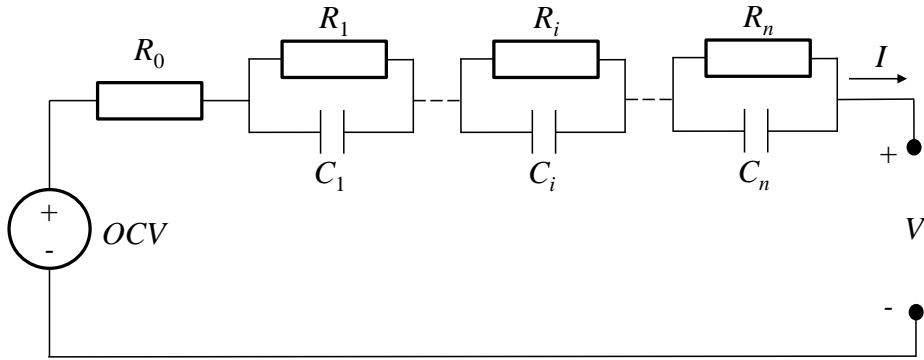 R1
Ri
Rn
R0
I
C1
Ci
Cn
+
+
-
OCV
V
-